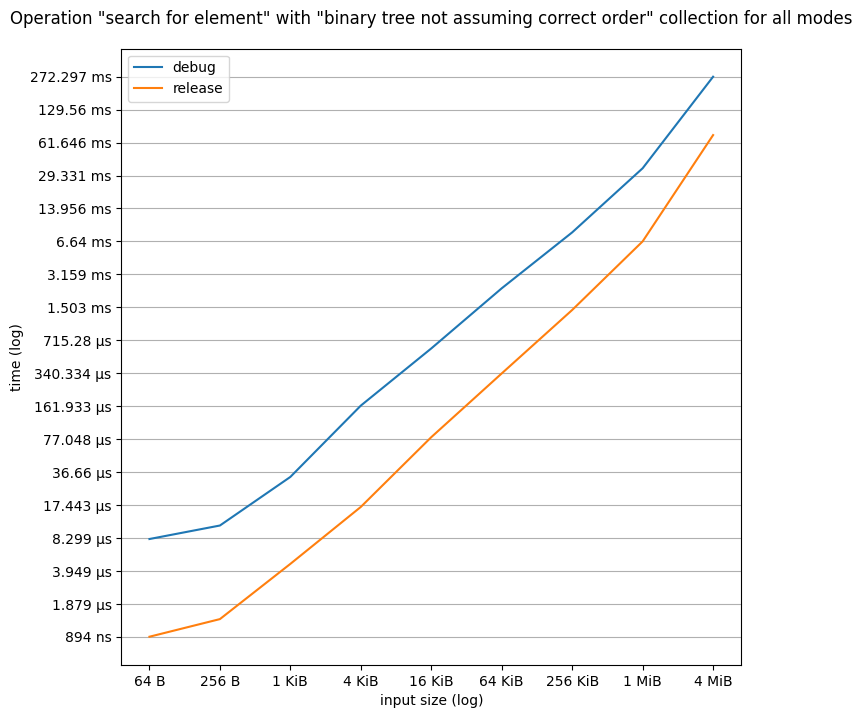 Operation "search for element" with "binary tree not assuming correct order" collection for all modes
debug
release
272.297 ms
129.56 ms
61.646 ms
29.331 ms
13.956 ms
6.64 ms
3.159 ms
1.503 ms
715.28 µs
340.334 µs
161.933 µs
77.048 µs
36.66 µs
17.443 µs
8.299 µs
3.949 µs
1.879 µs
894 ns
time (log)
64 B 256 B 1 KiB 4 KiB 16 KiB 64 KiB 256 KiB 1 MiB 4 MiB
input size (log)